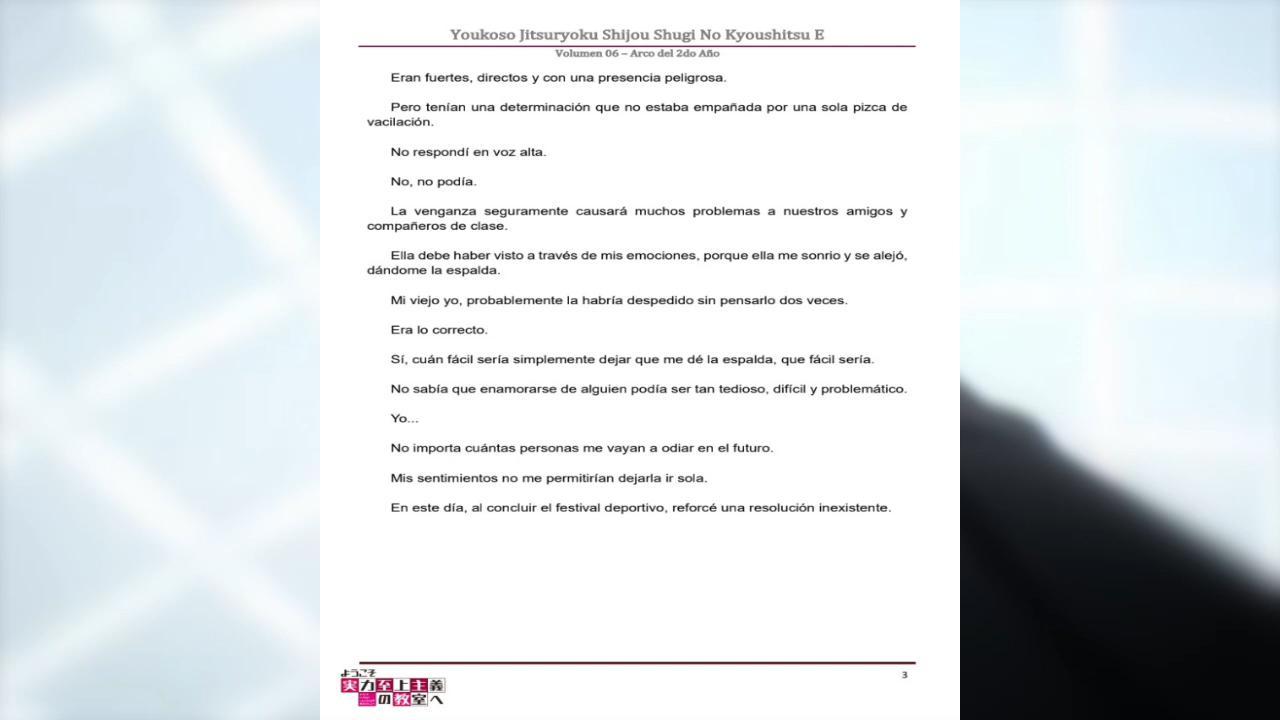 Youkoso Jitsuryoku Shijou Shugi No Kyoushitsu E
Volumen 06 – Arco del 2do Año
Eran fuertes, directos y con una presencia peligrosa.
Pero tenían una determinación que no estaba empañada por una sola pizca de
vacilación.
No respondí en voz alta.
No, no podía.
La venganza seguramente causará muchos problemas a nuestros amigos y
compañeros de clase.
Ella debe haber visto a través de mis emociones, porque ella me sonrio y se alejó,
dándome la espalda.
Mi viejo yo, probablemente la habría despedido sin pensarlo dos veces.
Era lo correcto.
Sí, cuán fácil sería simplemente dejar que me dé la espalda, que fácil sería.
No sabía que enamorarse de alguien podía ser tan tedioso, difícil y problemático.
Yo...
No importa cuántas personas me vayan a odiar en el futuro.
Mis sentimientos no me permitirían dejarla ir sola.
En este día, al concluir el festival deportivo, reforcé una resolución inexistente.
3
ようこそ
実力至上主義
の教室へ